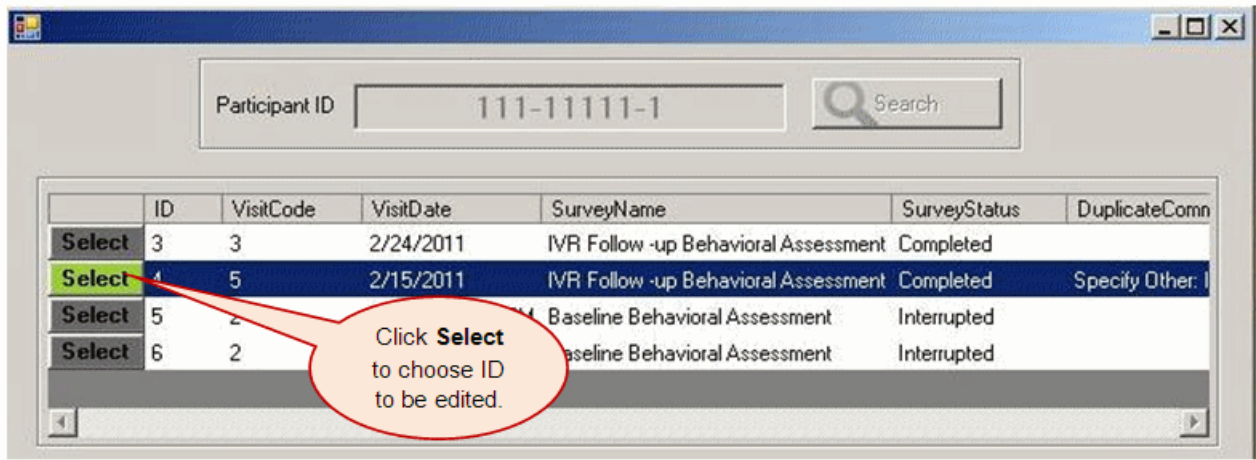 Participant ID 111-11111-1 Search
ID VisitCode VisitDate SurveyName SurveyStatus DuplicateComn
Select 3 3 2/24/2011 IVR Follow -up Behavioral Assessment Completed
Select 4 5 2/15/2011 IVR Follow -up Behavioral Assessment Completed Specify Other:
Select 5 2 Baseline Behavioral Assessment Interrupted
Select 6 2 aseline Behavioral Assessment Interrupted
Click Select
to choose ID
to be edited.